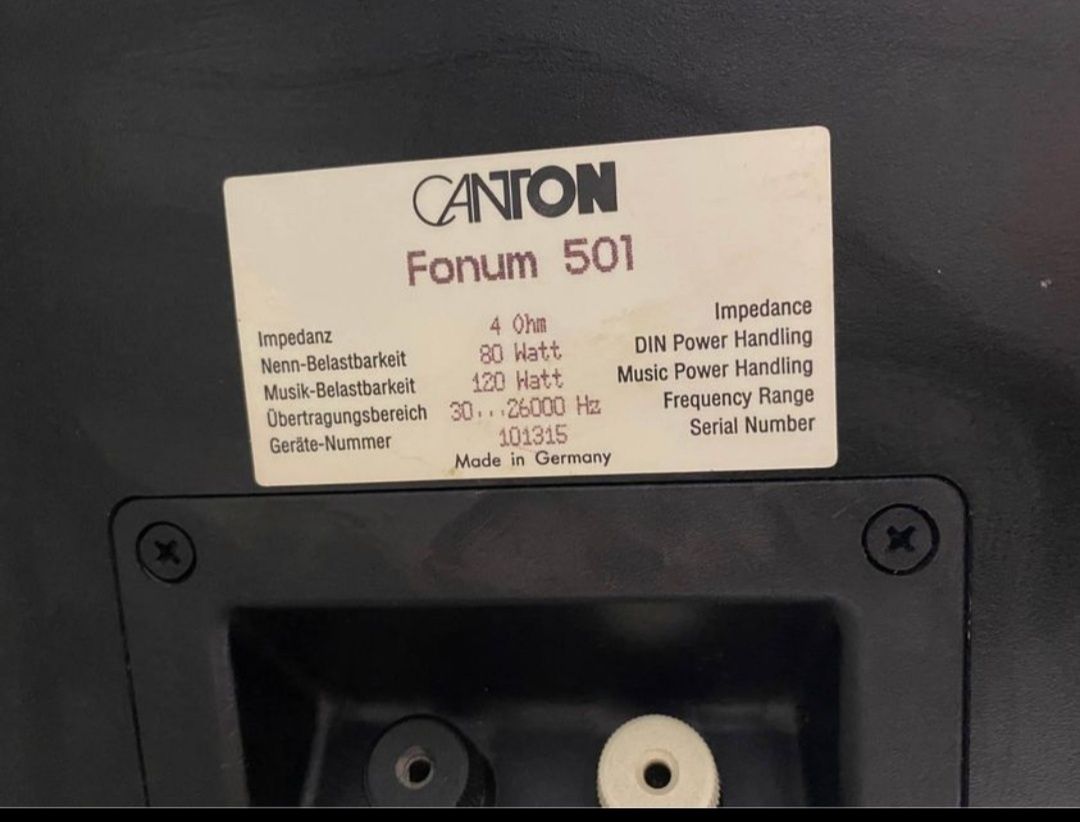 CANTON
Fonum 501
Impedanz 4 Ohm Impedance
Nenn-Belastbarkeit 80 Watt DIN Power Handling
Musik-Belastbarkeit 120 Watt Music Power Handling
Übertragungsbereich 30...26000 Hz Frequency Range
Geräte-Nummer 101315 Serial Number
Made in Germany